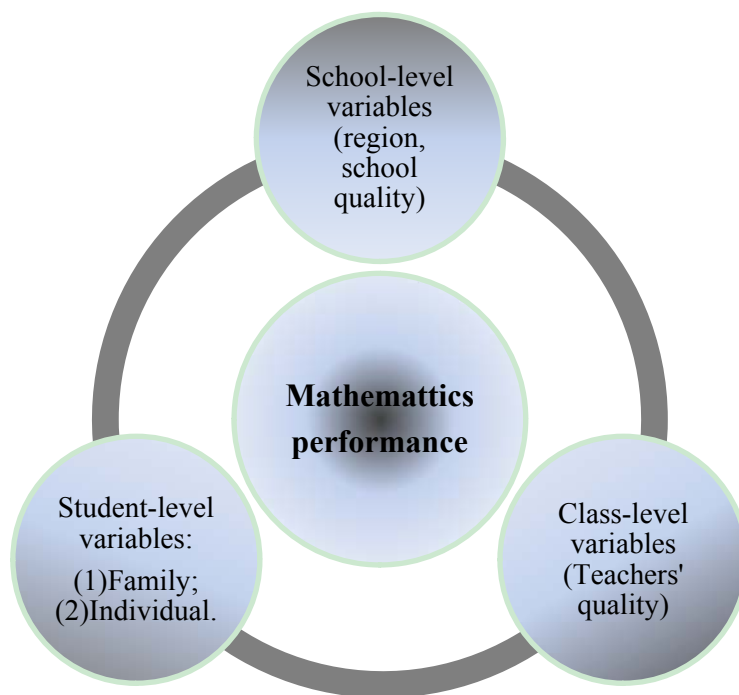 School-level
variables
(region,
school
quality)
Mathemattics
performance
Student-level
variables:
(1)Family;
(2)Individual.
Class-level
variables
(Teachers'
quality)